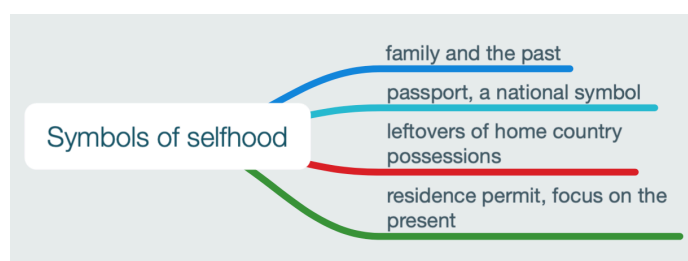 family and the past
passport, a national symbol
Symbols of selfhood
leftovers of home country
possessions
residence permit, focus on the
present